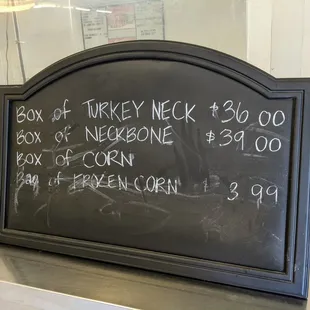 Box of TURKEY NECK $36.00
Box of NECKBONE $39.00
Box of CORN
Bag of FROZEN CORN 3.99